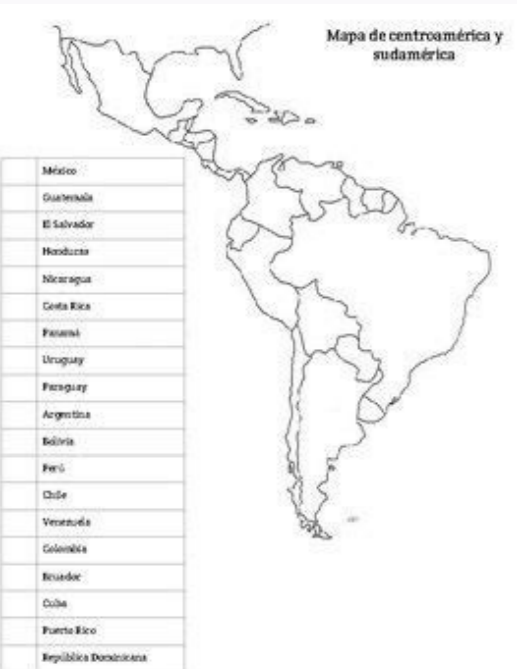 Mapa de centroamérica y
sudamérica
México
Guatemala
El Salvador
Honduras
Nicaragua
Costa Rica
Panamá
Uruguay
Paraguay
Argentina
Bolivia
Perú
Chile
Venezuela
Colombia
Ecuador
Cuba
Puerto Rico
República Dominicana